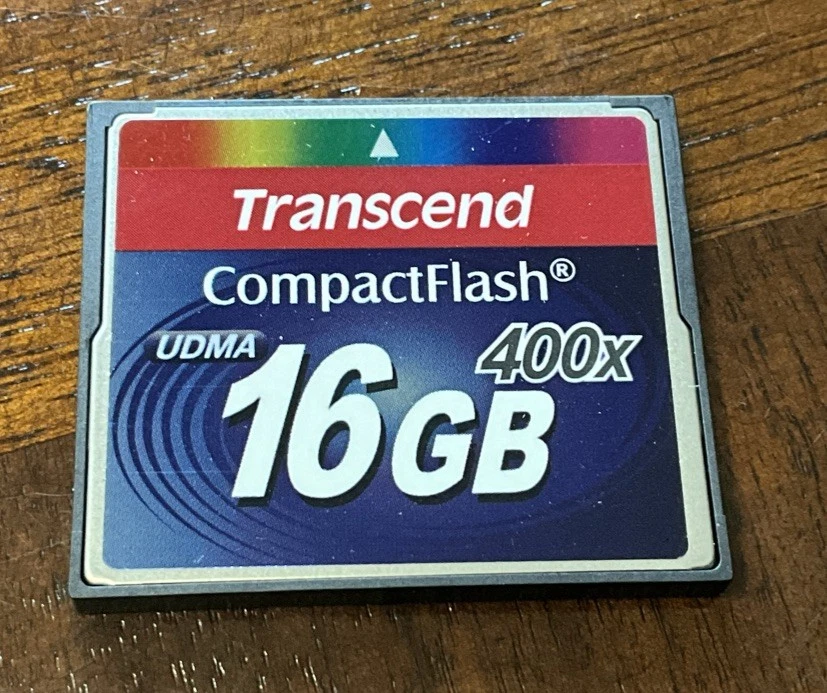 Transcend
CompactFlash®
UDMA
400x
16GB